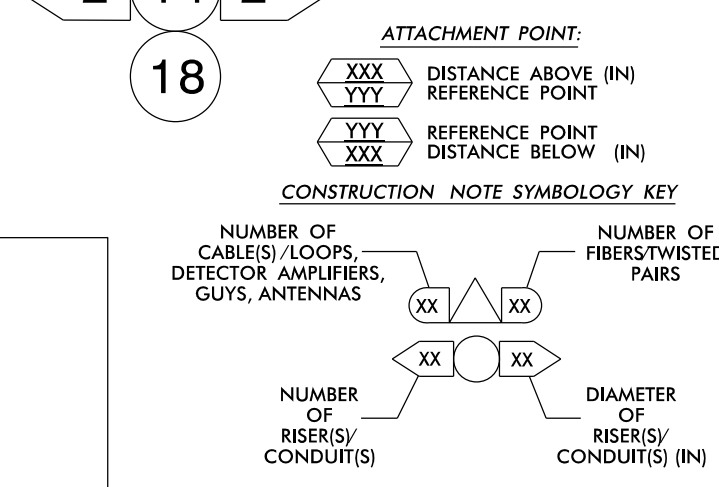 18
ATTACHMENT POINT:
XXX
YYY
DISTANCE ABOVE (IN)
REFERENCE POINT
YYY
XXX
REFERENCE POINT
DISTANCE BELOW (IN)
CONSTRUCTION NOTE SYMBOLOGY KEY
NUMBER OF
CABLE(S)/LOOPS,
DETECTOR AMPLIFIERS,
GUYS, ANTENNAS
NUMBER OF
FIBERS/TWISTED
PAIRS
XX
XX
XX
XX
NUMBER
OF
RISER(S)/
CONDUIT(S)
DIAMETER
OF
RISER(S)/
CONDUIT(S) (IN)